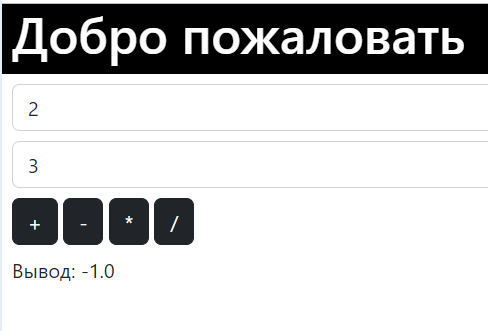 Добро пожаловать
2
3
+ - * /
Вывод: -1.0